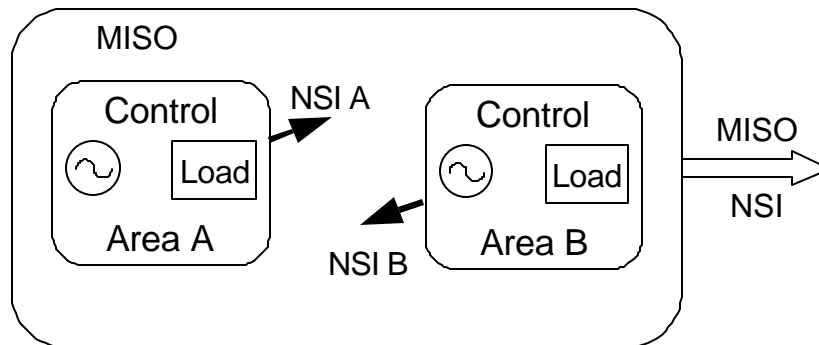 MISO
Control
Load
Area A
NSI A
NSI B
Control
Load
Area B
MISO
NSI